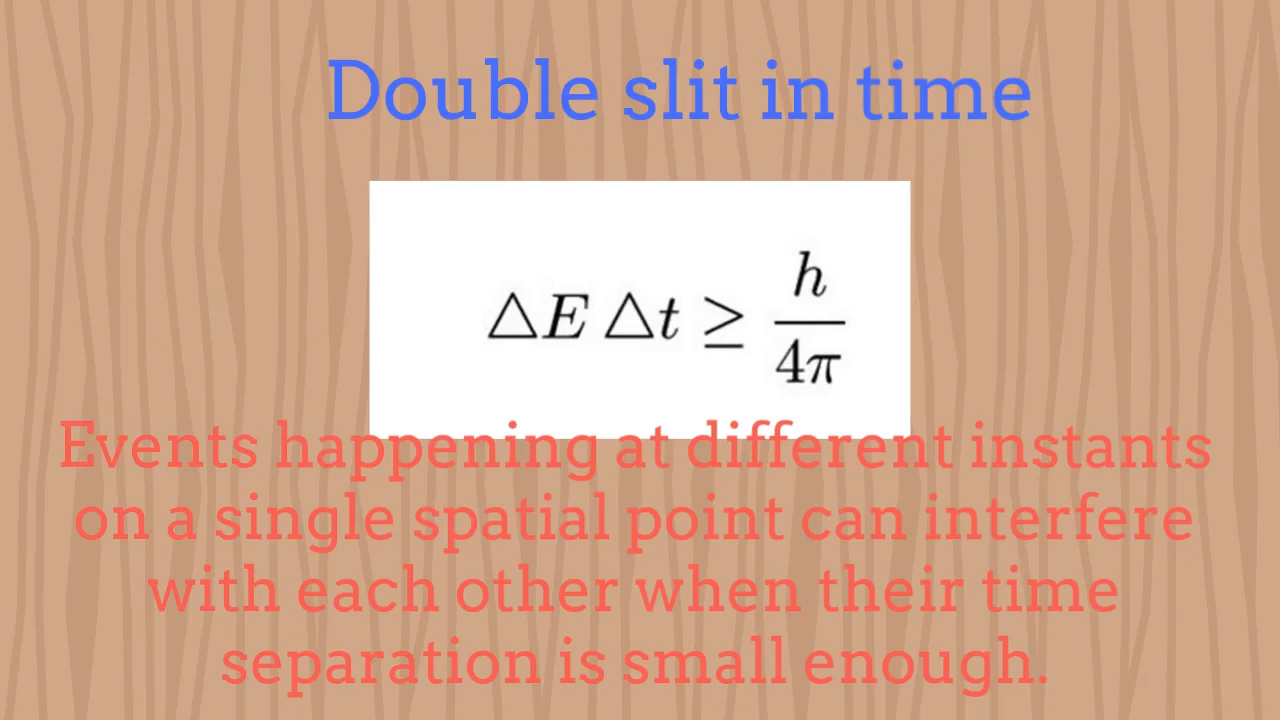 Double slit in time
△E △t ≥ h/4π
Events happening at different instants
on a single spatial point can interfere
with each other when their time
separation is small enough.